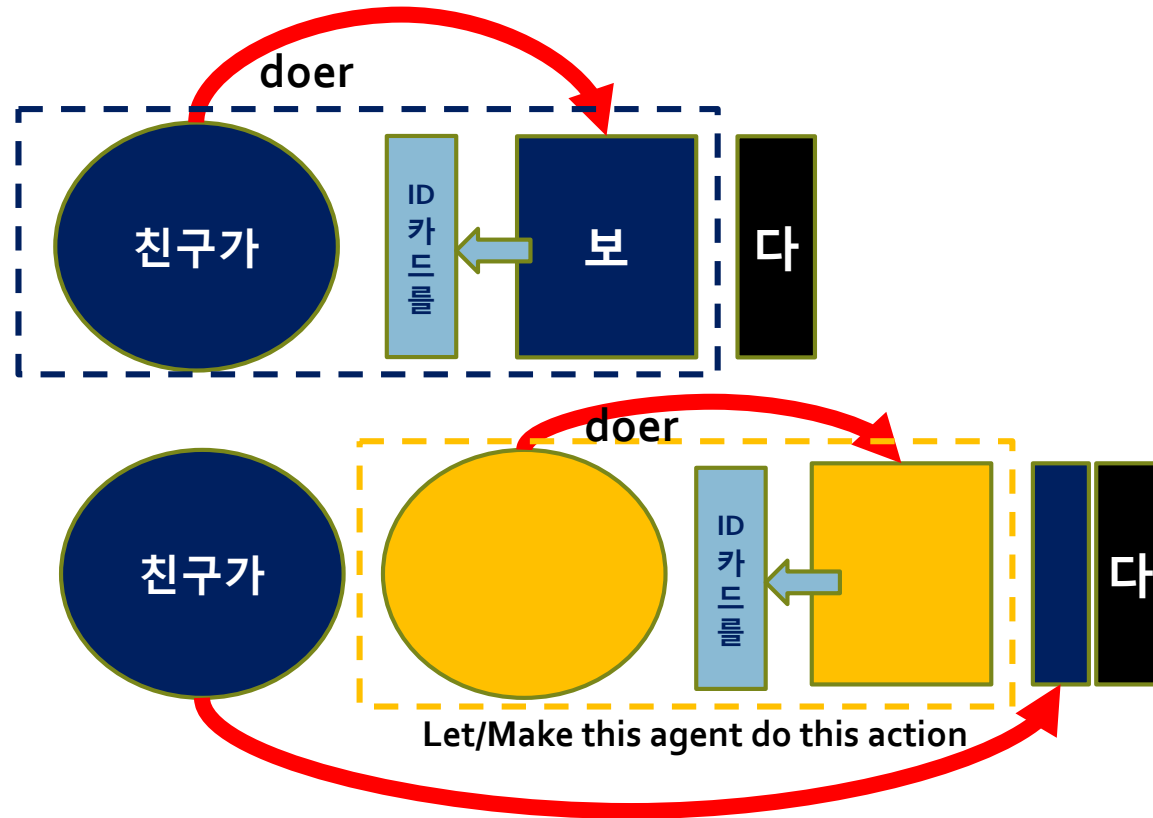 doer
친구가
ID
카
드
를
보
다
doer
친구가
ID
카
드
를
다
Let/Make this agent do this action